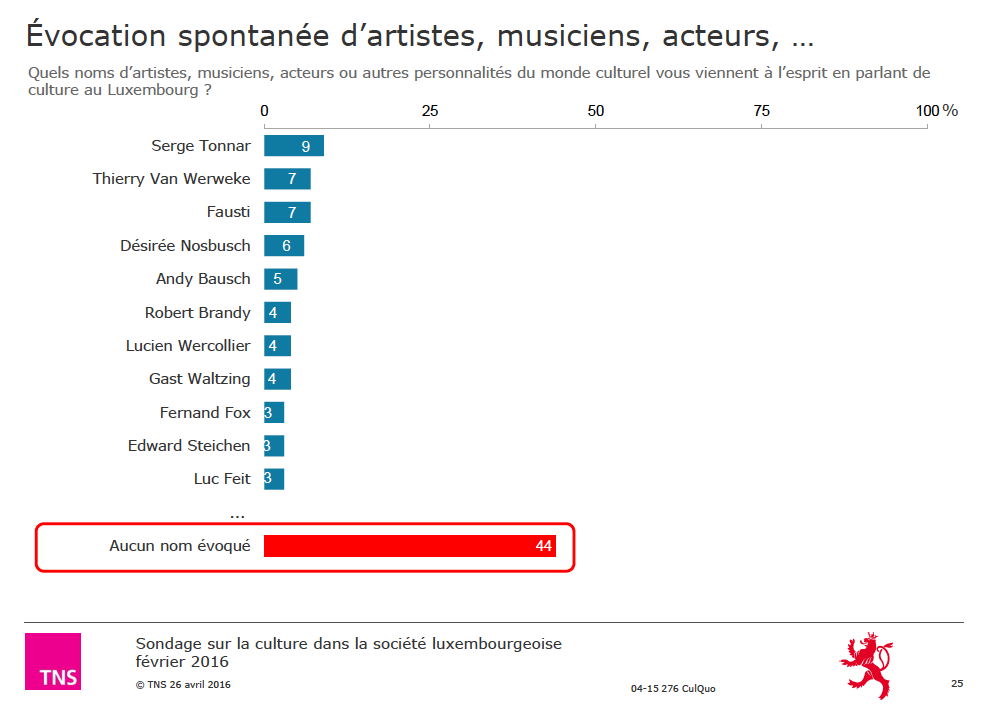 Évocation spontanée d’artistes, musiciens, acteurs, …
Quels noms d’artistes, musiciens, acteurs ou autres personnalités du monde culturel vous viennent à l’esprit en parlant de
culture au Luxembourg ?
0 25 50 75 100 %
Serge Tonnar 9
Thierry Van Werweke 7
Fausti 7
Désirée Nosbusch 6
Andy Bausch 5
Robert Brandy 4
Lucien Wercollier 4
Gast Waltzing 4
Fernand Fox 3
Edward Steichen 3
Luc Feit 3
…
Aucun nom évoqué 44
TNS
Sondage sur la culture dans la société luxembourgeoise
février 2016
© TNS 26 avril 2016
04-15 276 CulQuo
25